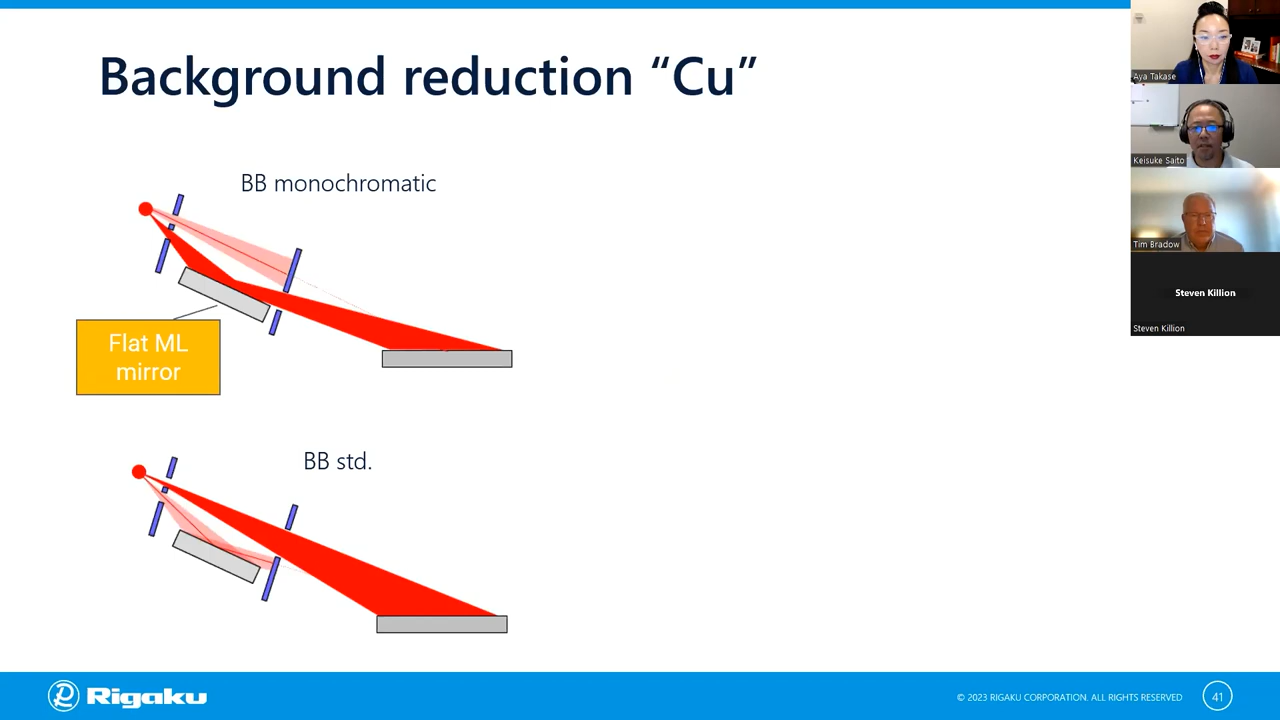 Background reduction “Cu”
BB monochromatic
Flat ML
mirror
BB std.
Aya Takase
Keisuke Saito
Tim Bradow
Steven Killion
Steven Killion
Rigaku
© 2023 RIGAKU CORPORATION. ALL RIGHTS RESERVED
41